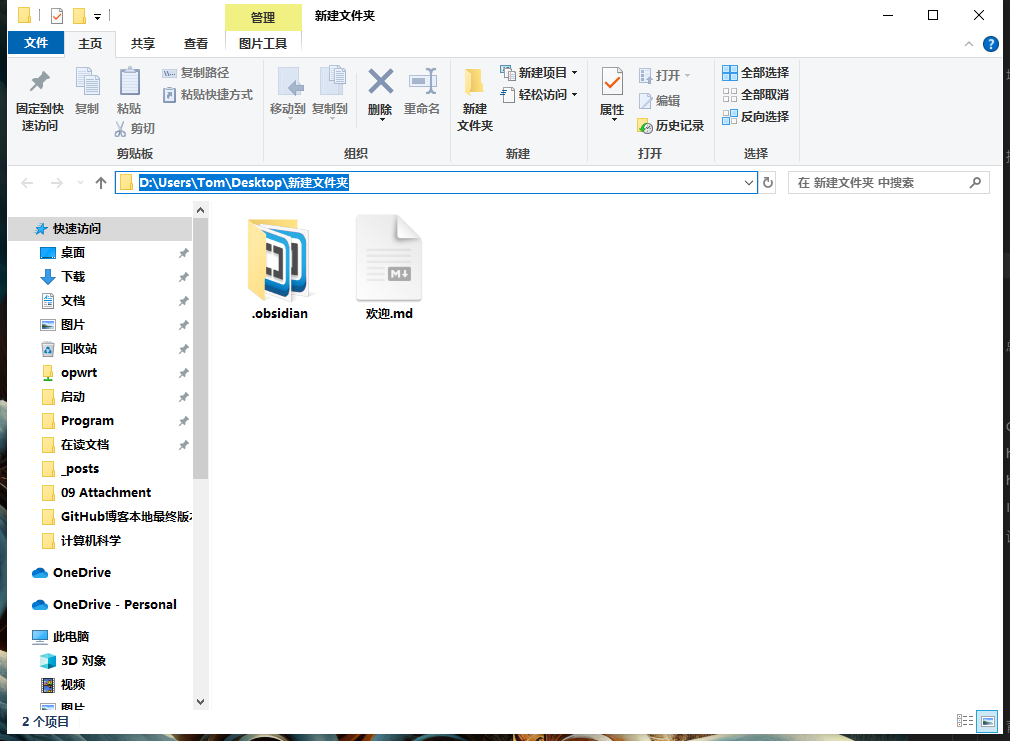 管理
新建文件夹
文件
主页
共享
查看
图片工具
固定到快
速访问
复制
粘贴
复制路径
粘贴快捷方式
剪切
剪贴板
移动到
复制到
删除
重命名
组织
新建
文件夹
新建项目
轻松访问
新建
属性
打开
编辑
历史记录
打开
全部选择
全部取消
反向选择
选择
D:\Users\Tom\Desktop\新建文件夹
在 新建文件夹 中搜索
快速访问
桌面
下载
文档
图片
回收站
opwrt
启动
Program
在读文档
_posts
09 Attachment
GitHub博客本地最终版
计算机科学
OneDrive
OneDrive - Personal
此电脑
3D 对象
视频
图片
.obsidian
M
欢迎.md
2 个项目